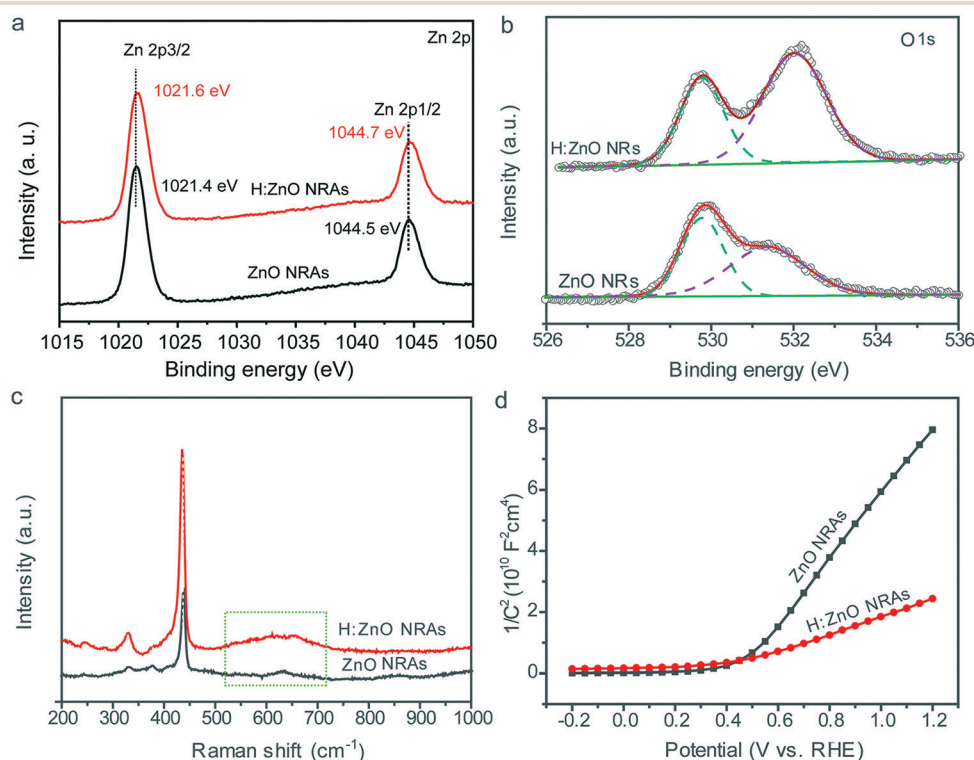 a
Zn 2p
Zn 2p3/2
1021.6 eV
Zn 2p1/2
1044.7 eV
H:ZnO NRAs
1021.4 eV
1044.5 eV
ZnO NRAs
Intensity (a. u.)
1015 1020 1025 1030 1035 1040 1045 1050
Binding energy (eV)
b
O1s
H:ZnO NRs
ZnO NRs
Intensity (a.u.)
526 528 530 532 534 536
Binding energy (eV)
c
H:ZnO NRAs
ZnO NRAs
Intensity (a.u.)
200 300 400 500 600 700 800 900 1000
Raman shift (cm⁻¹)
d
8
6
4
2
0
ZnO NRAs
H:ZnO NRAs
1/C² (10¹⁰ F²cm⁴)
-0.2 0.0 0.2 0.4 0.6 0.8 1.0 1.2
Potential (V vs. RHE)